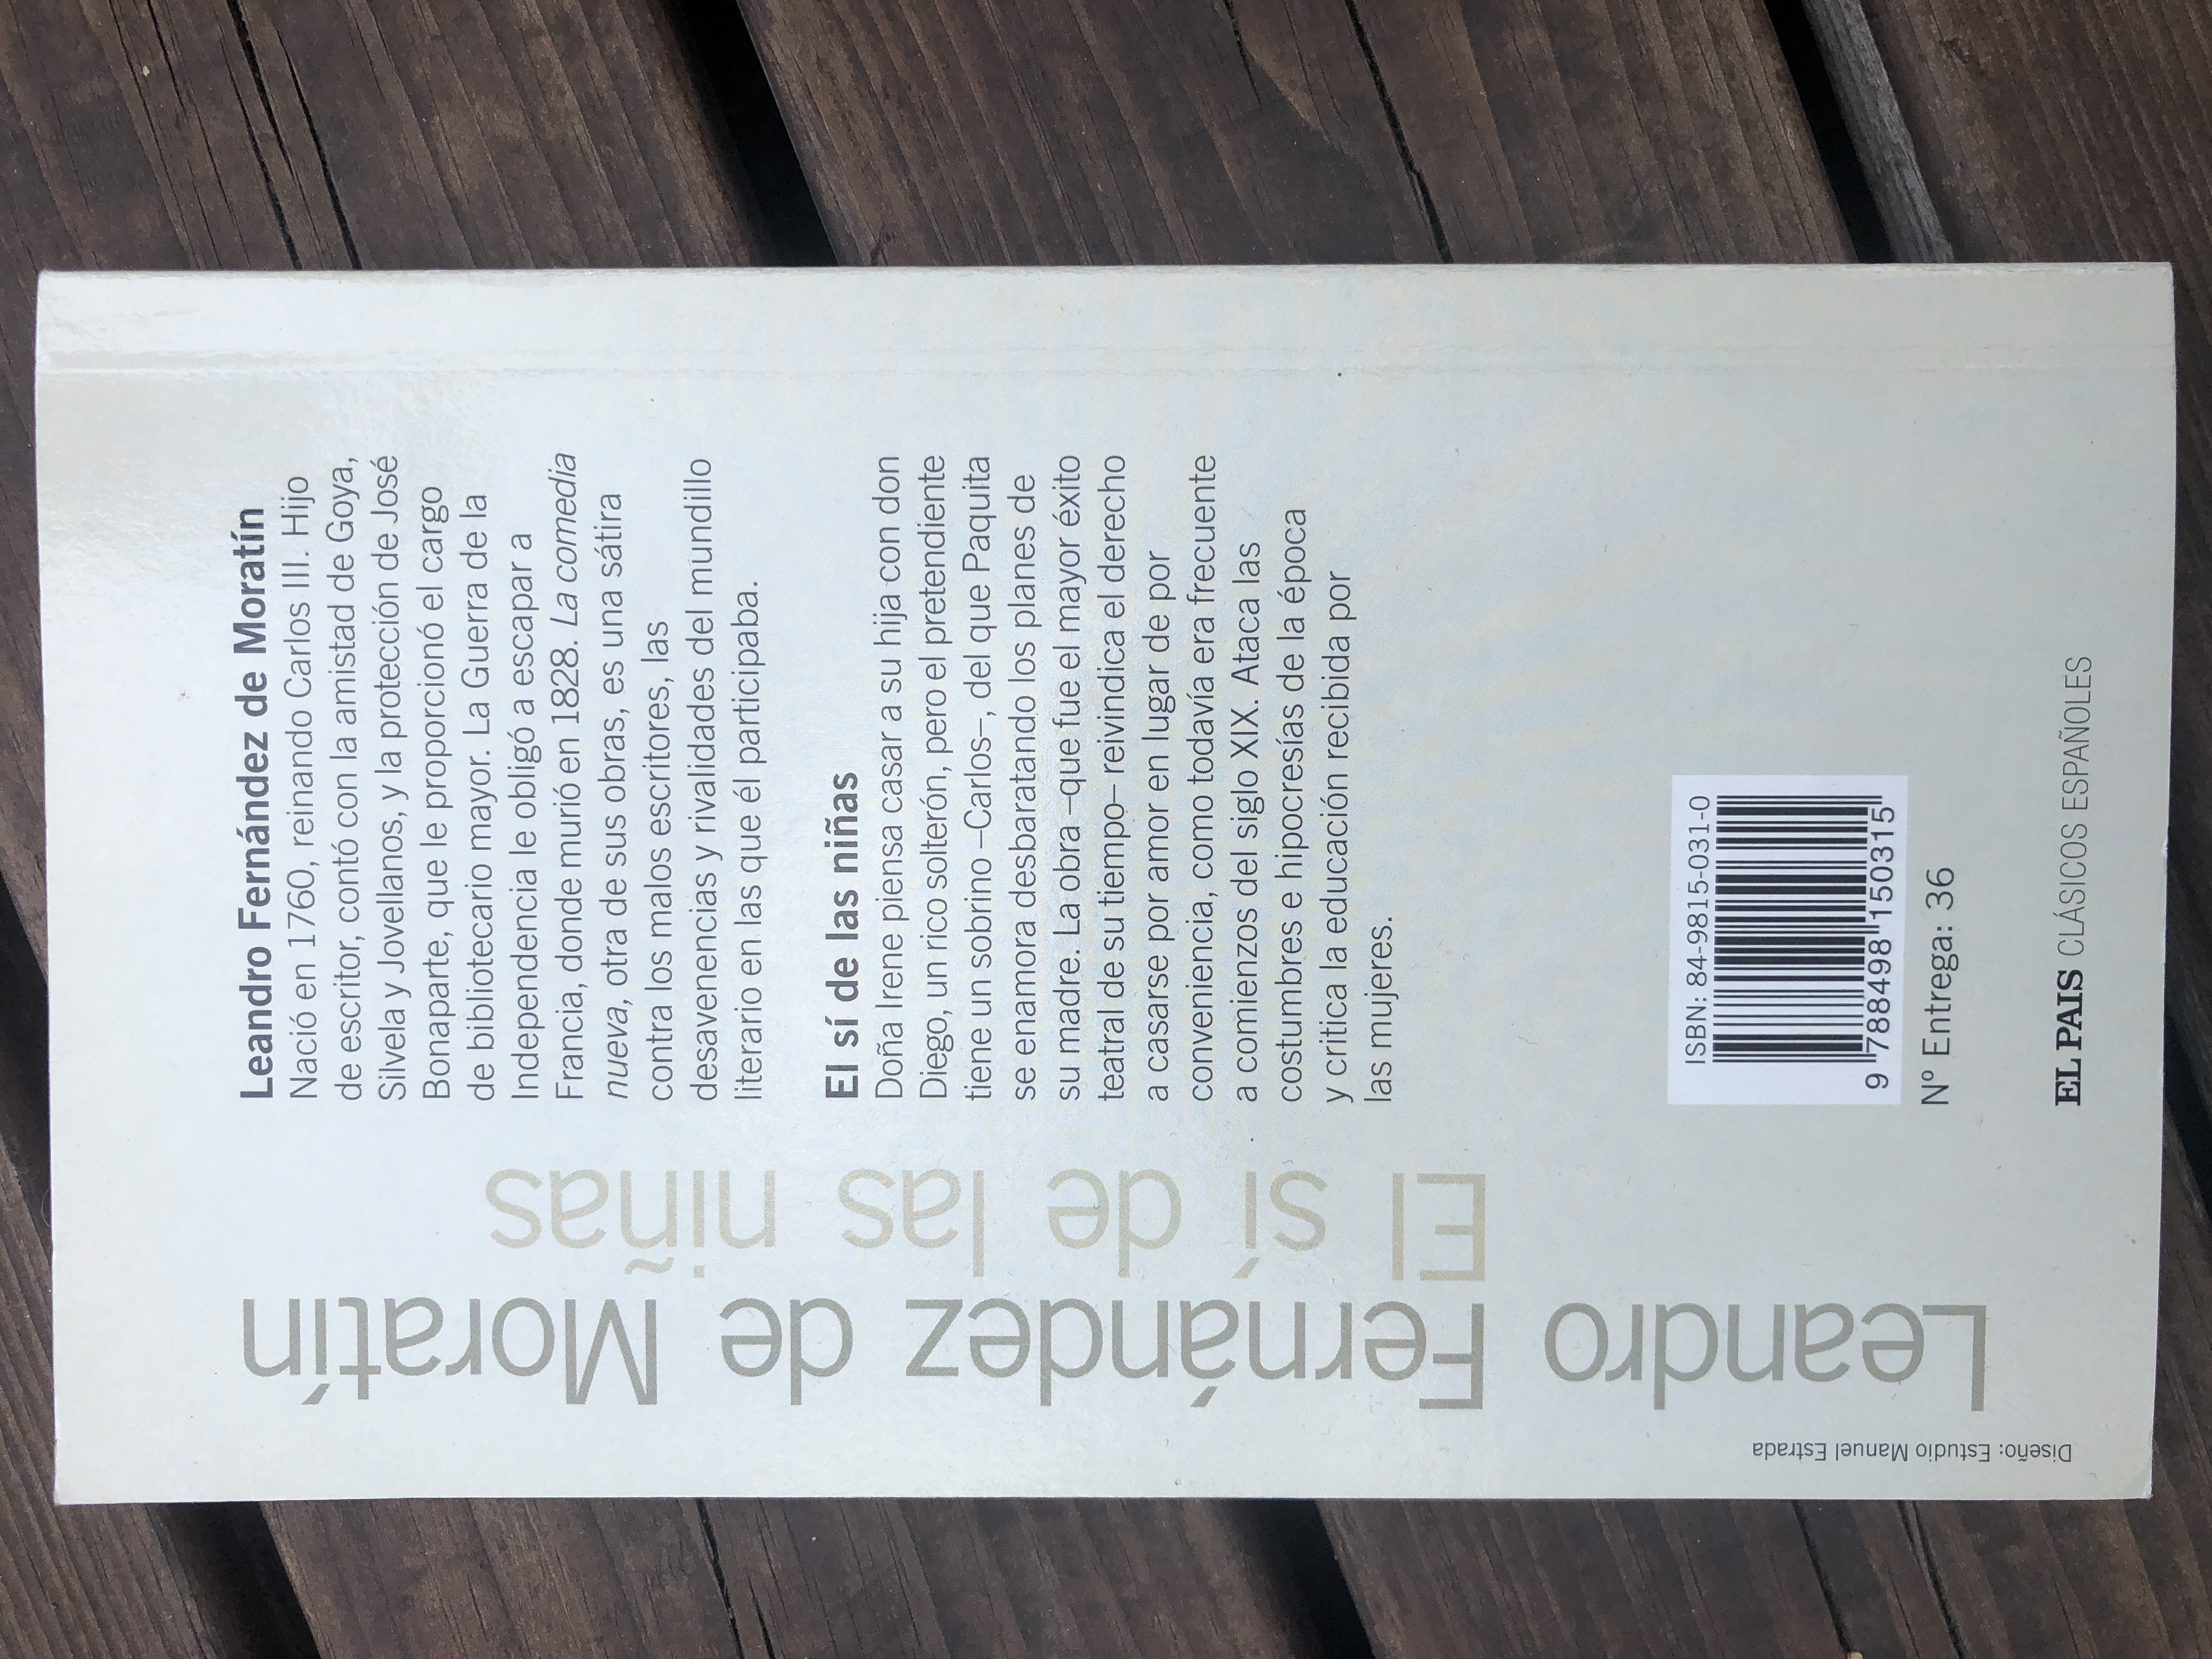 Leandro Fernández de Moratín
Nació en 1760, reinando Carlos III. Hijo
de escritor, contó con la amistad de Goya,
Silvela y Jovellanos, y la protección de José
Bonaparte, que le proporcionó el cargo
de bibliotecario mayor. La Guerra de la
Independencia le obligó a escapar a
Francia, donde murió en 1828. La comedia
nueva, otra de sus obras, es una sátira
contra los malos escritores, las
desavenencias y rivalidades del mundillo
literario en las que él participaba.
El sí de las niñas
Doña Irene piensa casar a su hija con don
Diego, un rico solterón, pero el pretendiente
tiene un sobrino –Carlos–, del que Paquita
se enamora desbaratando los planes de
su madre. La obra –que fue el mayor éxito
teatral de su tiempo– reivindica el derecho
a casarse por amor en lugar de por
conveniencia, como todavía era frecuente
a comienzos del siglo XIX. Ataca las
costumbres e hipocresías de la época
y critica la educación recibida por
las mujeres.
ISBN: 84-9815-031-0
9 788498 150315
Nº Entrega: 36
EL PAIS CLÁSICOS ESPAÑOLES
El sí de las niñas
Leandro Fernández de Moratín
Diseño: Estudio Manuel Estrada